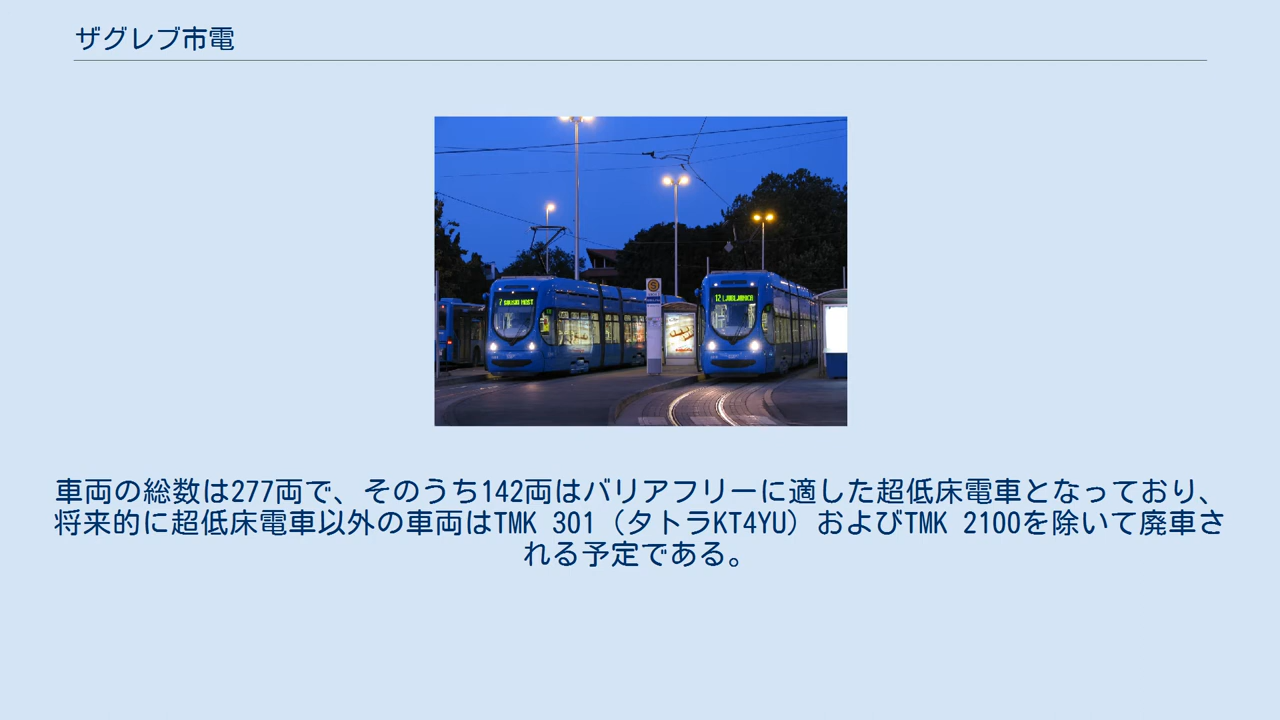 ザグレブ市電
7 SAVSKI MOST
12 LJUBLJANICA
S
車両の総数は277両で、そのうち142両はバリアフリーに適した超低床電車となっており、
将来的に超低床電車以外の車両はTMK 301（タトラKT4YU）およびTMK 2100を除いて廃車さ
れる予定である。